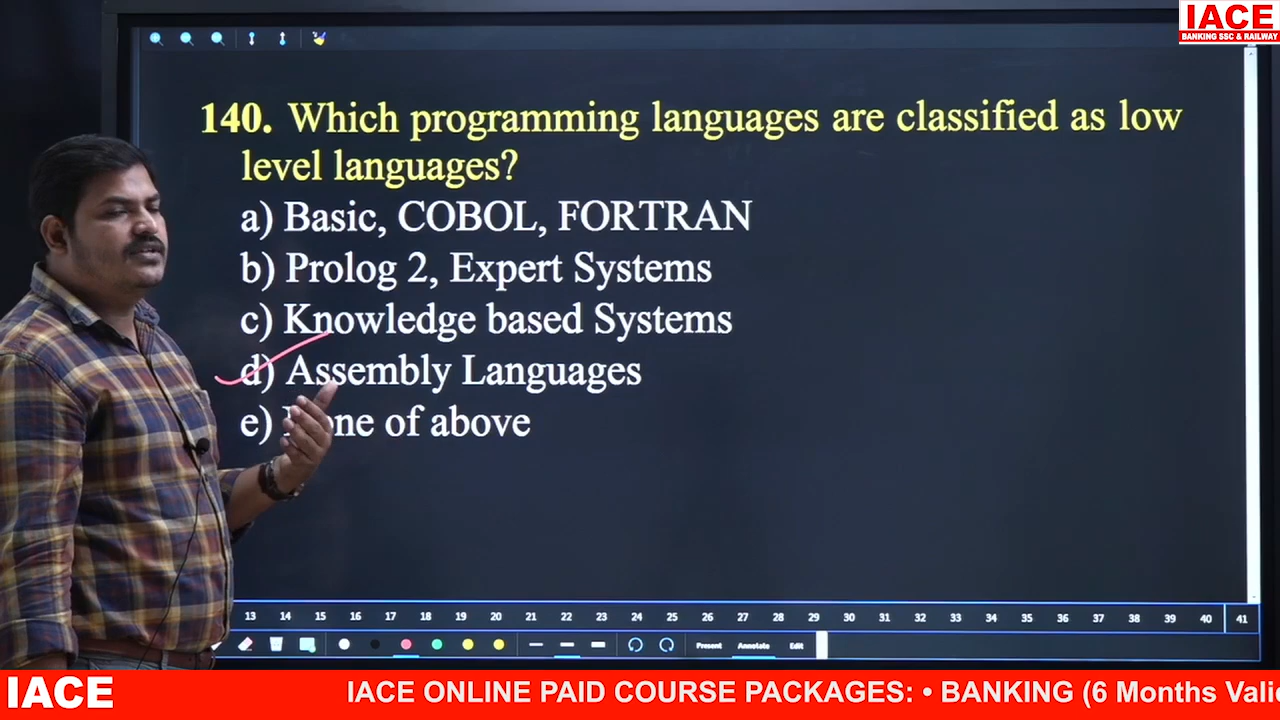 IACE
BANKING SSC & RAILWAY
140. Which programming languages are classified as low
level languages?
a) Basic, COBOL, FORTRAN
b) Prolog 2, Expert Systems
c) Knowledge based Systems
d) Assembly Languages
e) None of above
13 14 15 16 17 18 19 20 21 22 23 24 25 26 27 28 29 30 31 32 33 34 35 36 37 38 39 40 41
Present Annotate Edit
IACE IACE ONLINE PAID COURSE PACKAGES: • BANKING (6 Months Valid